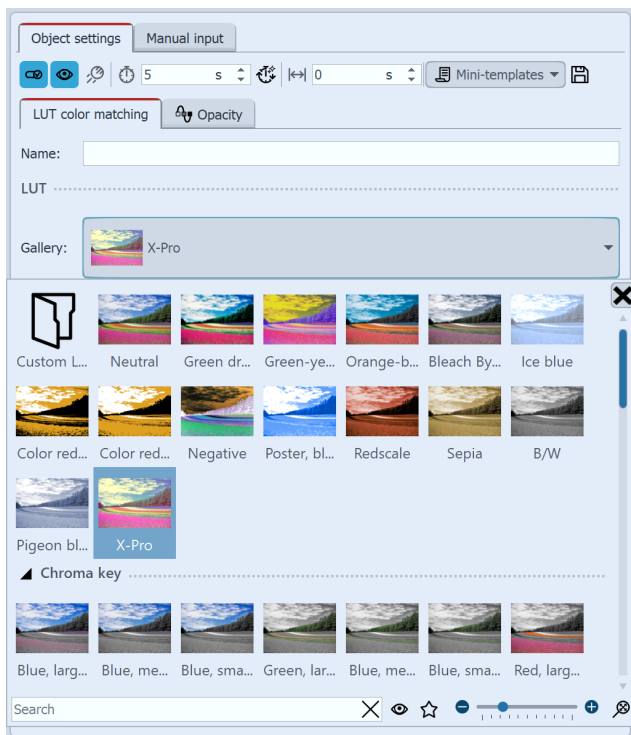 Object settings Manual input
5 s 0 s Mini-templates
LUT color matching Opacity
Name:
LUT
Gallery: X-Pro
Custom L... Neutral Green dr... Green-ye... Orange-b... Bleach By... Ice blue
Color red... Color red... Negative Poster, bl... Redscale Sepia B/W
Pigeon bl... X-Pro
Chroma key
Blue, larg... Blue, me... Blue, sma... Green, lar... Blue, me... Blue, sma... Red, larg...
Search